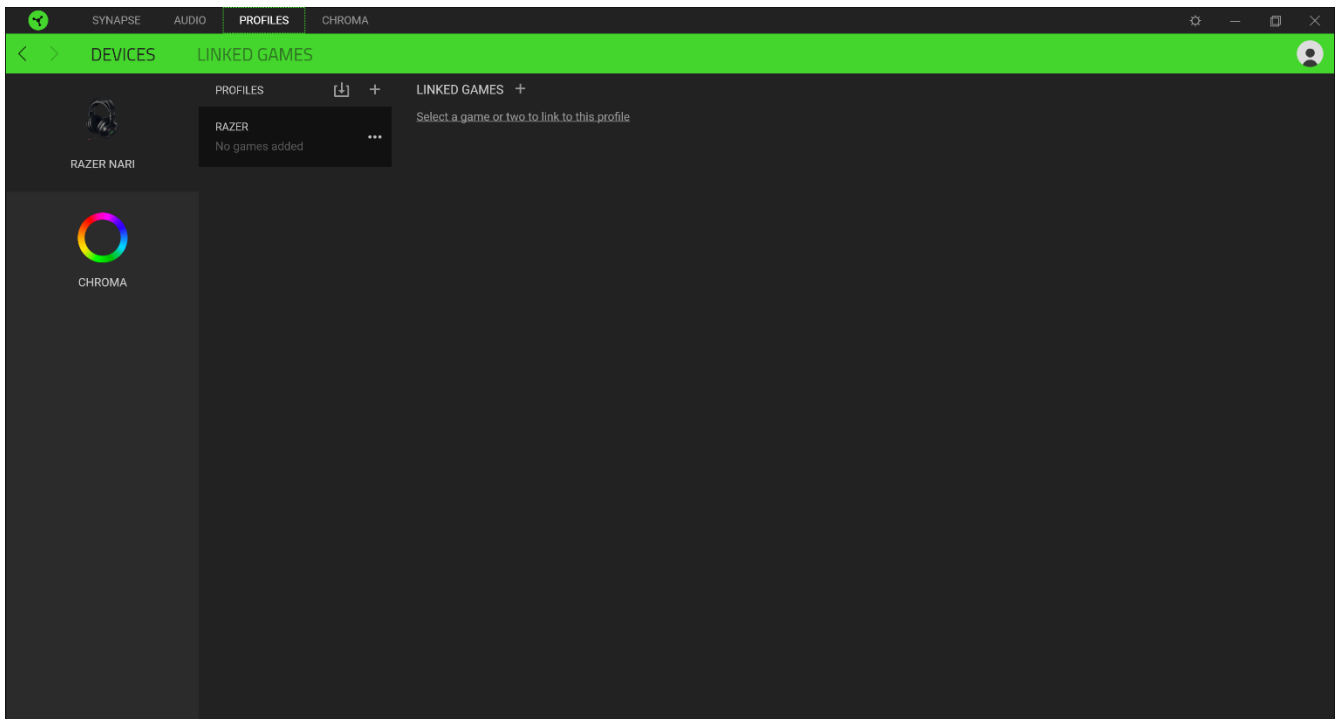 SYNAPSE AUDIO PROFILES CHROMA
DEVICES LINKED GAMES
PROFILES
LINKED GAMES +
RAZER
No games added
Select a game or two to link to this profile
RAZER NARI
CHROMA